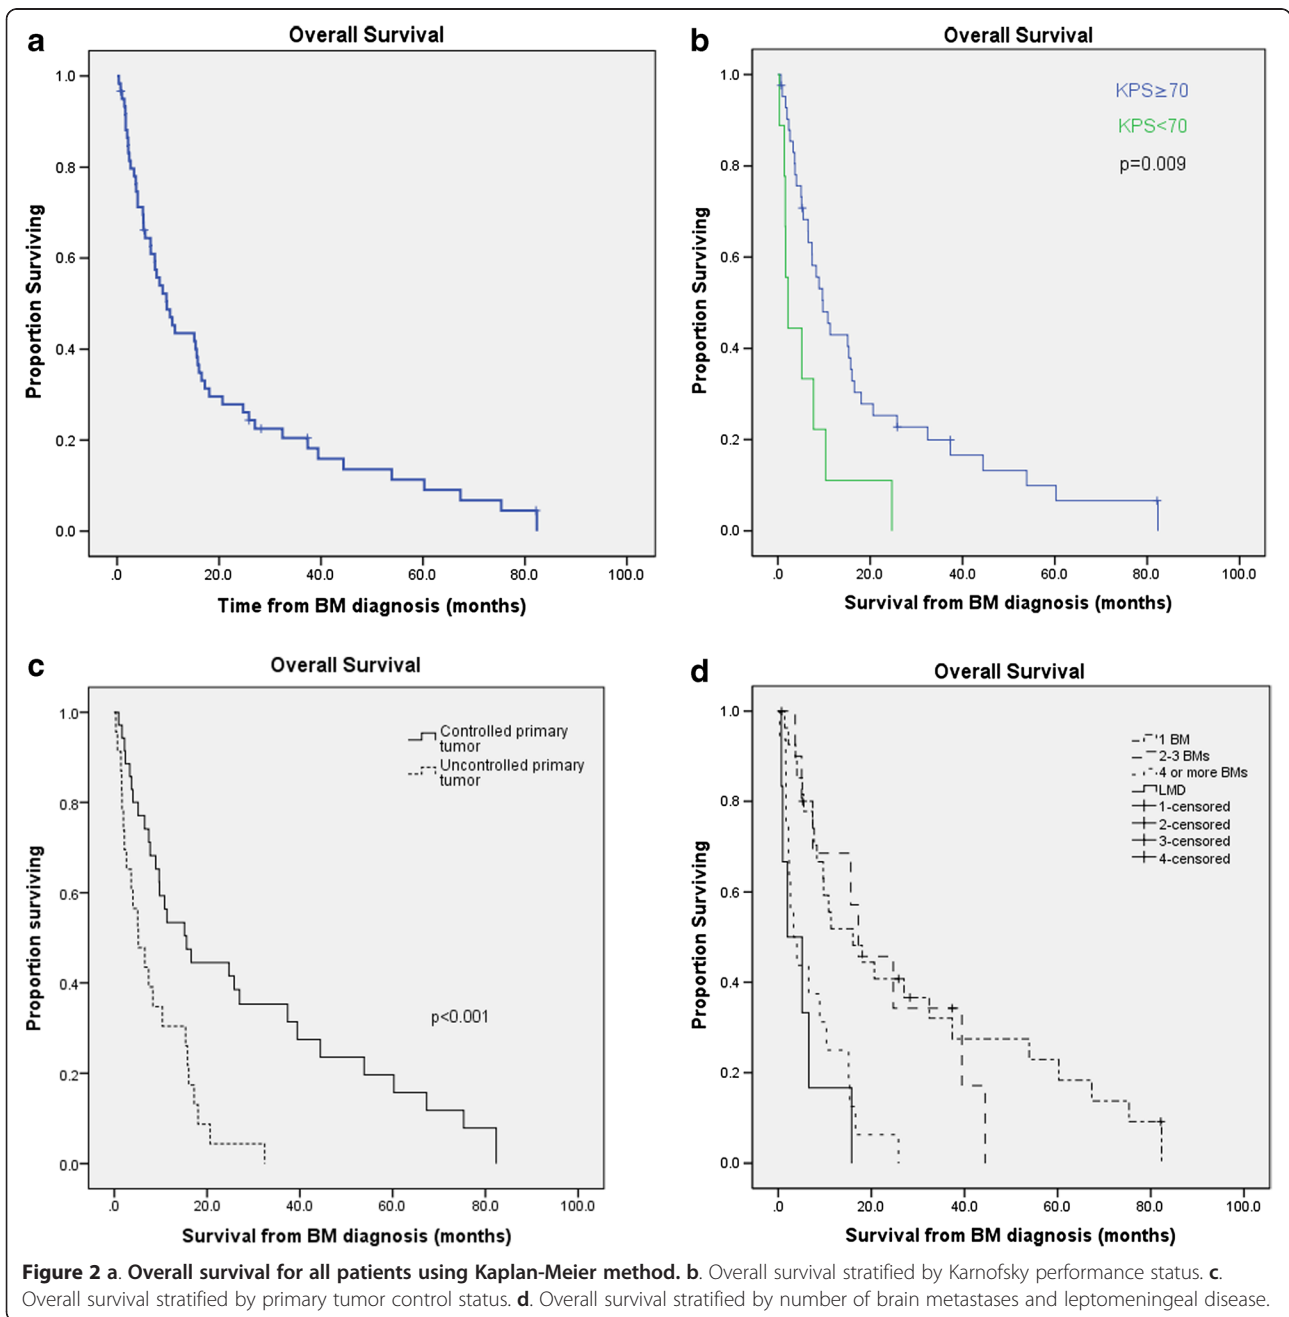 a
Overall Survival
1.0
0.8
0.6
0.4
0.2
0.0
Proportion Surviving
.0 20.0 40.0 60.0 80.0 100.0
Time from BM diagnosis (months)
b
Overall Survival
KPS≥70
KPS<70
p=0.009
1.0
0.8
0.6
0.4
0.2
0.0
Proportion Surviving
.0 20.0 40.0 60.0 80.0 100.0
Survival from BM diagnosis (months)
c
Overall Survival
Controlled primary
tumor
Uncontrolled primary
tumor
p<0.001
1.0
0.8
0.6
0.4
0.2
0.0
Proportion surviving
.0 20.0 40.0 60.0 80.0 100.0
Survival from BM diagnosis (months)
d
Overall Survival
1 BM
2-3 BMs
4 or more BMs
LMD
1-censored
2-censored
3-censored
4-censored
1.0
0.8
0.6
0.4
0.2
0.0
Proportion Surviving
.0 20.0 40.0 60.0 80.0 100.0
Survival from BM diagnosis (months)
Figure 2 a. Overall survival for all patients using Kaplan-Meier method. b. Overall survival stratified by Karnofsky performance status. c.
Overall survival stratified by primary tumor control status. d. Overall survival stratified by number of brain metastases and leptomeningeal disease.